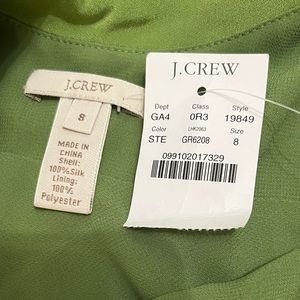 J.CREW
8
MADE IN
CHINA
Shell:
100%Silk
Lining:
100%
Polyester
J.CREW
Dept Class Style
GA4 0R3 19849
Color LHK2063 Size
STE GR6208 8
099102017329